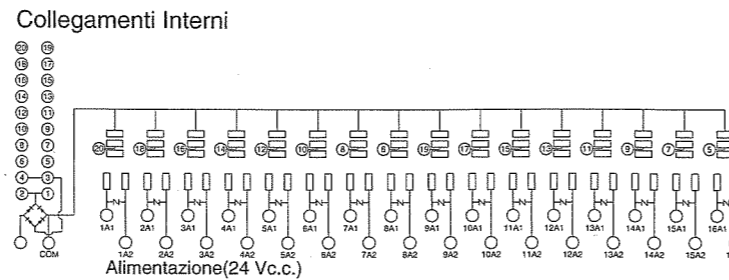 Collegamenti Interni
20 19
18 17
16 15
14 13
12 11
10 9
8 7
6 5
4 3
2 1
20 18 16 14 12 10 8 6 19 17 15 13 11 9 7 5
1A1 2A1 3A1 4A1 5A1 6A1 7A1 8A1 9A1 10A1 11A1 12A1 13A1 14A1 15A1 16A1
COM 1A2 2A2 3A2 4A2 5A2 6A2 7A2 8A2 9A2 10A2 11A2 12A2 13A2 14A2 15A2
Alimentazione(24 Vc.c.)